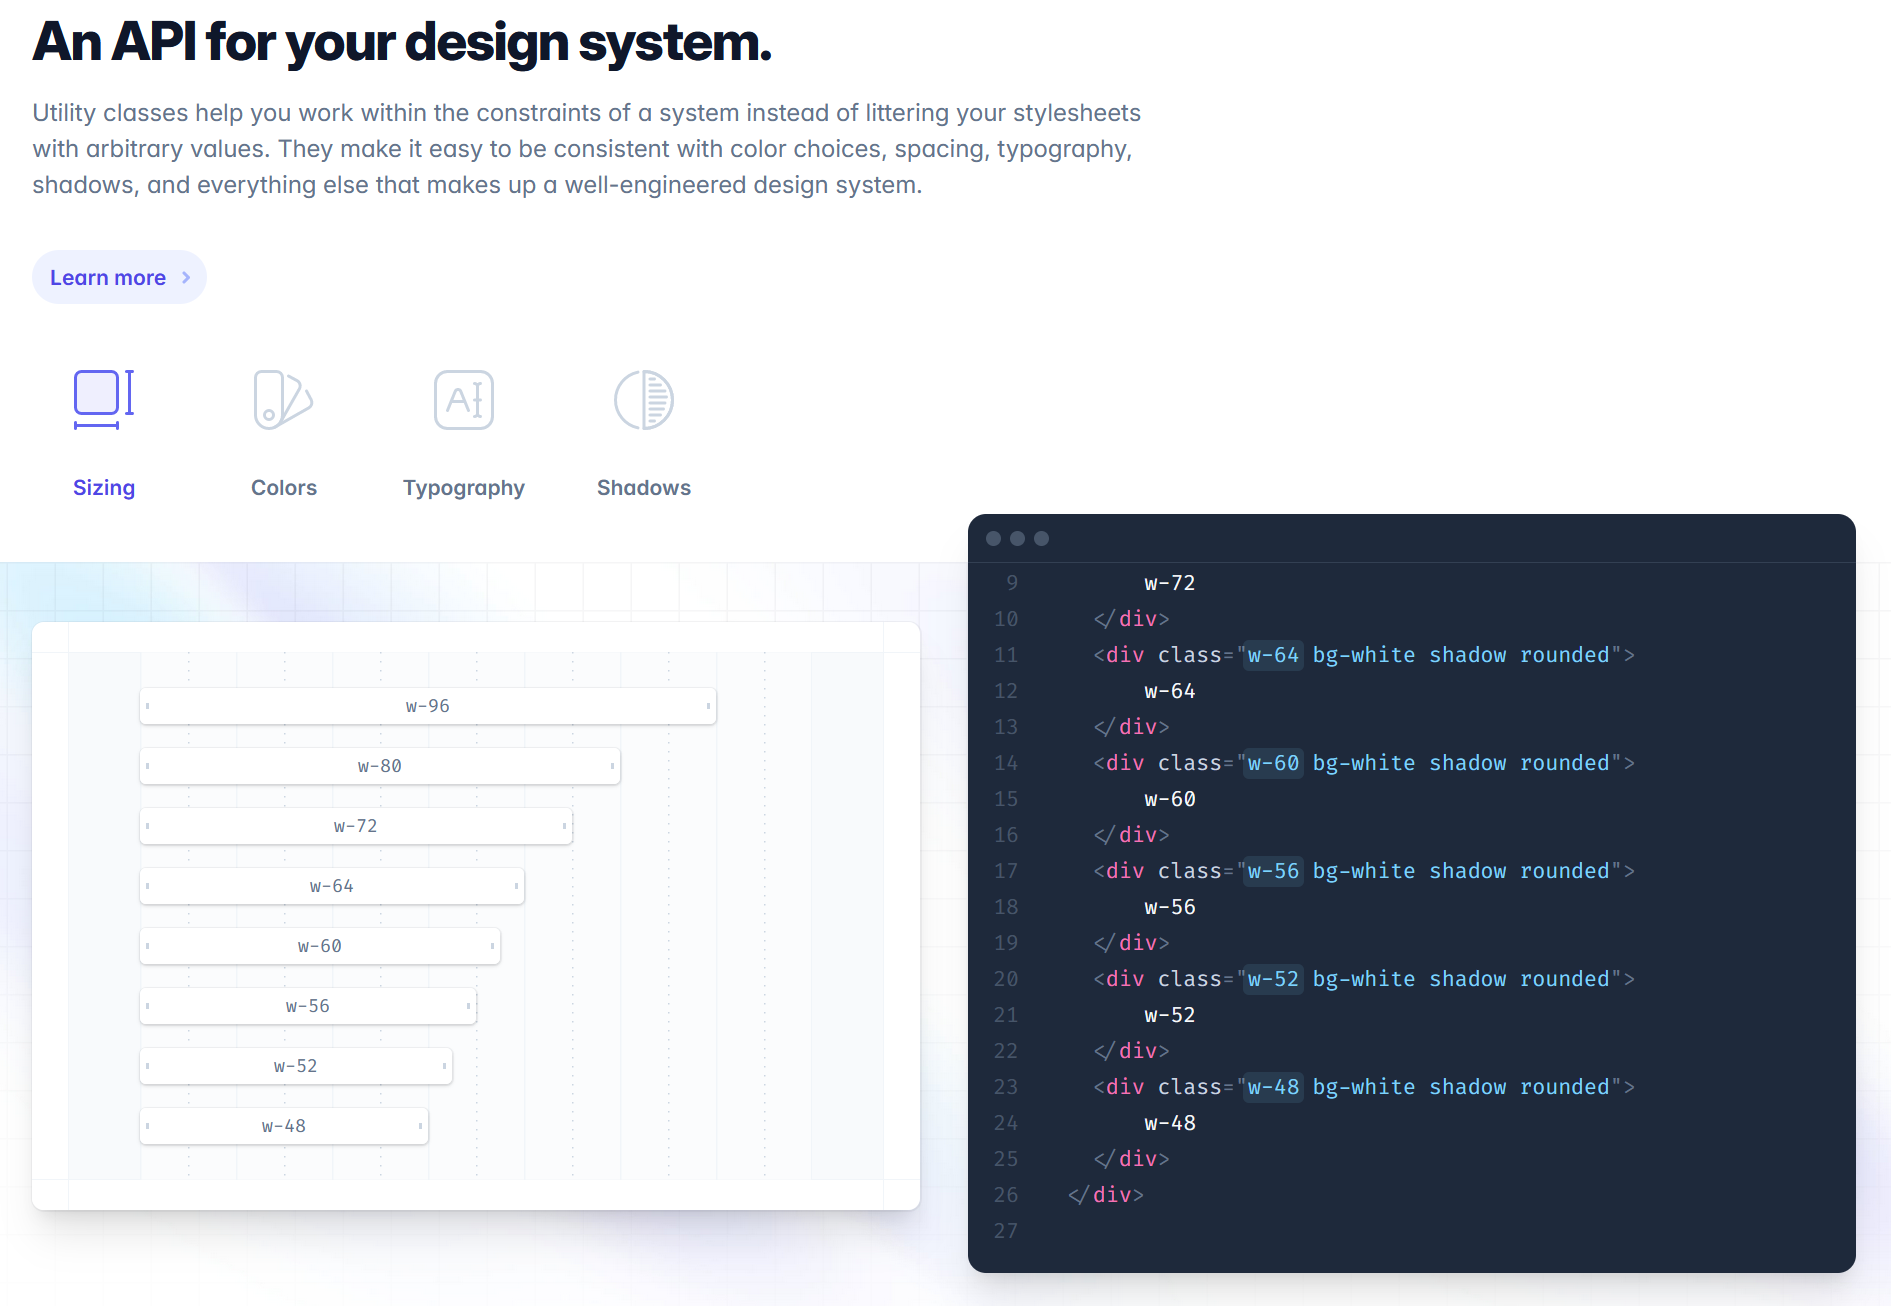 An API for your design system.
Utility classes help you work within the constraints of a system instead of littering your stylesheets
with arbitrary values. They make it easy to be consistent with color choices, spacing, typography,
shadows, and everything else that makes up a well-engineered design system.
Learn more
Sizing
Colors
Typography
Shadows
w-96
w-80
w-72
w-64
w-60
w-56
w-52
w-48
9 w-72
10 </div>
11 <div class="w-64 bg-white shadow rounded">
12 w-64
13 </div>
14 <div class="w-60 bg-white shadow rounded">
15 w-60
16 </div>
17 <div class="w-56 bg-white shadow rounded">
18 w-56
19 </div>
20 <div class="w-52 bg-white shadow rounded">
21 w-52
22 </div>
23 <div class="w-48 bg-white shadow rounded">
24 w-48
25 </div>
26 </div>
27